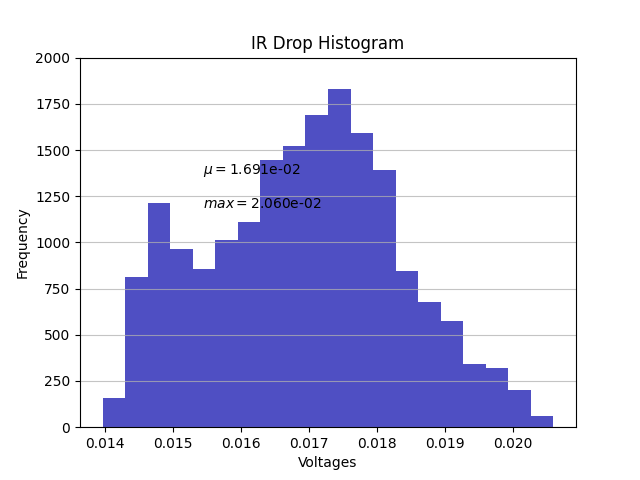 IR Drop Histogram
2000
1750
1500
1250
1000
750
500
250
0
Frequency
μ = 1.691e-02
max = 2.060e-02
0.014 0.015 0.016 0.017 0.018 0.019 0.020
Voltages